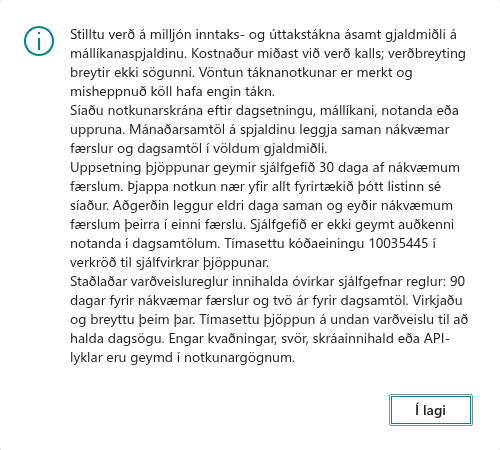 Stilltu verð á milljón inntaks- og úttakstákna ásamt gjaldmiðli á
mállíkanaspjaldinu. Kostnaður miðast við verð kalls; verðbreyting
breytir ekki sögunni. Vöntun táknanotkunar er merkt og
misheppnuð köll hafa engin tákn.
Síaðu notkunarskrána eftir dagsetningu, mállíkani, notanda eða
uppruna. Mánaðarsamtöl á spjaldinu leggja saman nákvæmar
færslur og dagsamtöl í völdum gjaldmiðli.
Uppsetning þjöppunar geymir sjálfgefið 30 daga af nákvæmum
færslum. Þjappa notkun nær yfir allt fyrirtækið þótt listinn sé
síaður. Aðgerðin leggur eldri daga saman og eyðir nákvæmum
færslum þeirra í einni færslu. Sjálfgefið er ekki geymt auðkenni
notanda í dagsamtölum. Tímasettu kóðaeiningu 10035445 í
verkröð til sjálfvirkrar þjöppunar.
Staðlaðar varðveislureglur innihalda óvirkar sjálfgefnar reglur: 90
dagar fyrir nákvæmar færslur og tvö ár fyrir dagsamtöl. Virkjaðu
og breyttu þeim þar. Tímasettu þjöppun á undan varðveislu til að
halda dagsögu. Engar kvaðningar, svör, skráainnihald eða API-
lyklar eru geymd í notkunargögnum.
Í lagi